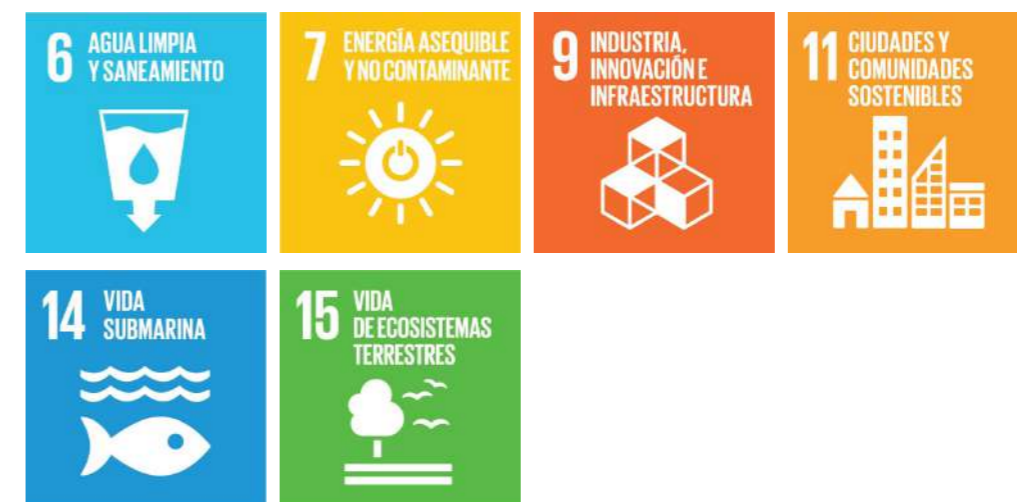 6 AGUA LIMPIA
Y SANEAMIENTO
7 ENERGÍA ASEQUIBLE
Y NO CONTAMINANTE
9 INDUSTRIA,
INNOVACIÓN E
INFRAESTRUCTURA
11 CIUDADES Y
COMUNIDADES
SOSTENIBLES
14 VIDA
SUBMARINA
15 VIDA
DE ECOSISTEMAS
TERRESTRES